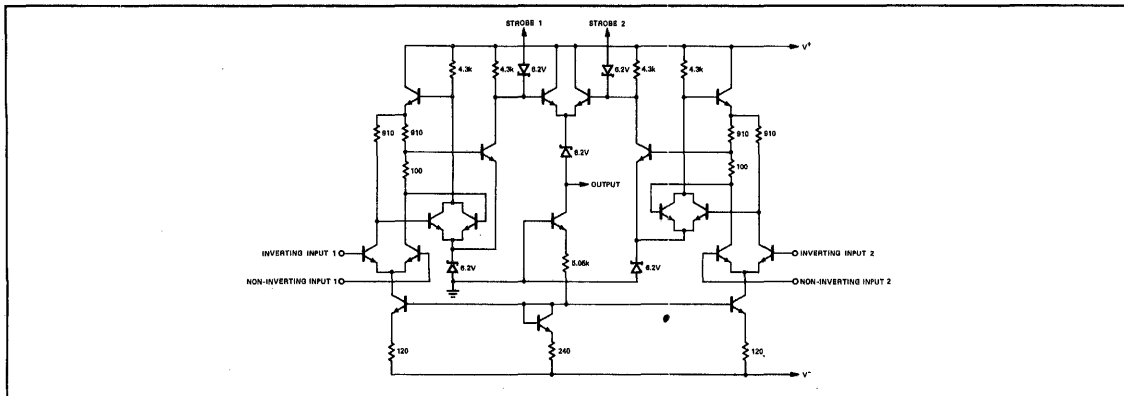 STROBE 1 STROBE 2
V+
4.3k 4.3k 6.2V 6.2V 4.3k 4.3k
910 910 6.2V 910 910
100 100
OUTPUT
INVERTING INPUT 1 INVERTING INPUT 2
6.2V 5.05k 6.2V
NON-INVERTING INPUT 1 NON-INVERTING INPUT 2
120 240 120
V-